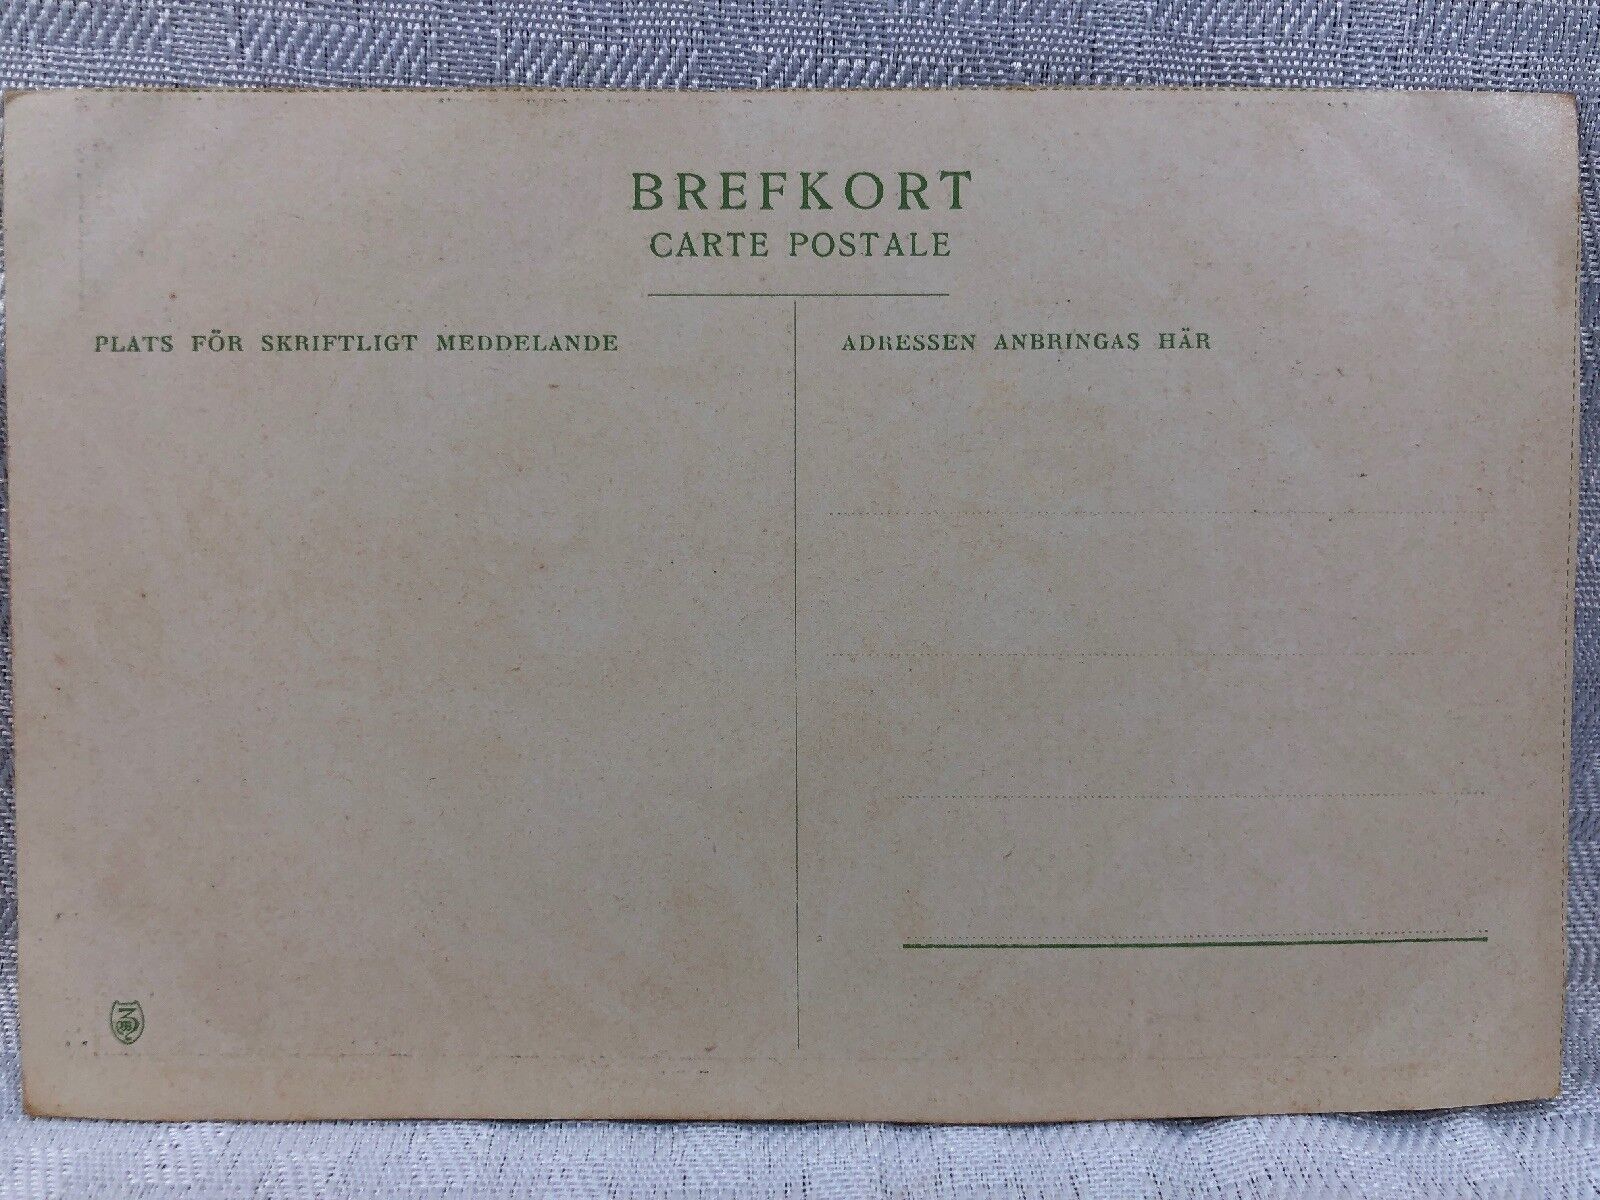 BREFKORT
CARTE POSTALE
PLATS FÖR SKRIFTLIGT MEDDELANDE
ADRESSEN ANBRINGAS HÄR